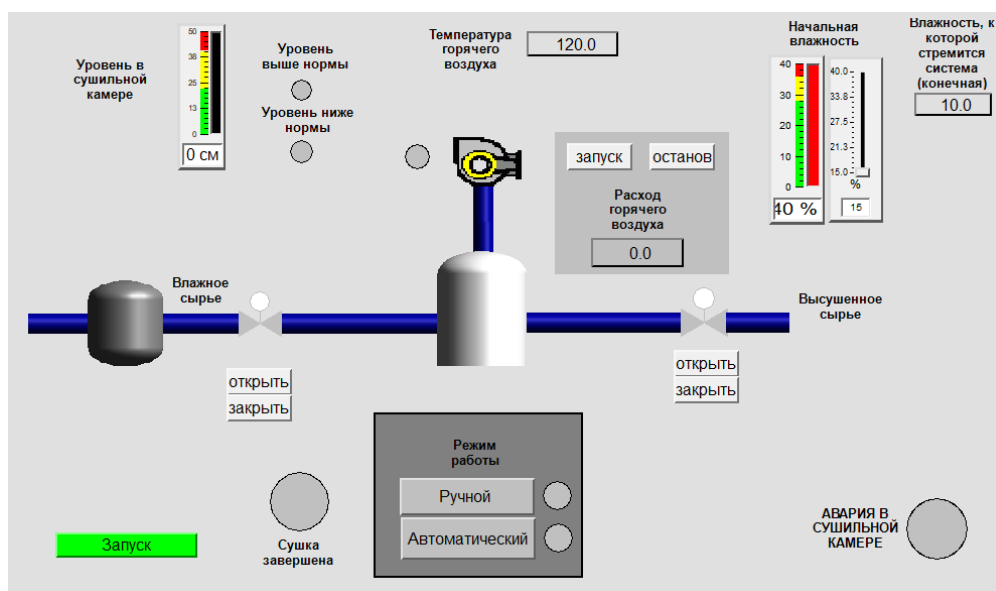 Уровень в
сушильной
камере
50
38
25
13
0
0 см
Уровень
выше нормы
Уровень ниже
нормы
Температура
горячего
воздуха
120.0
запуск
останов
Расход
горячего
воздуха
0.0
Начальная
влажность
40
30
20
10
0
40 %
40.0
33.8
27.5
21.3
15.0
%
15
Влажность, к
которой
стремится
система
(конечная)
10.0
Влажное
сырье
Высушенное
сырье
открыть
закрыть
открыть
закрыть
Режим
работы
Ручной
Автоматический
Запуск
Сушка
завершена
АВАРИЯ В
СУШИЛЬНОЙ
КАМЕРЕ